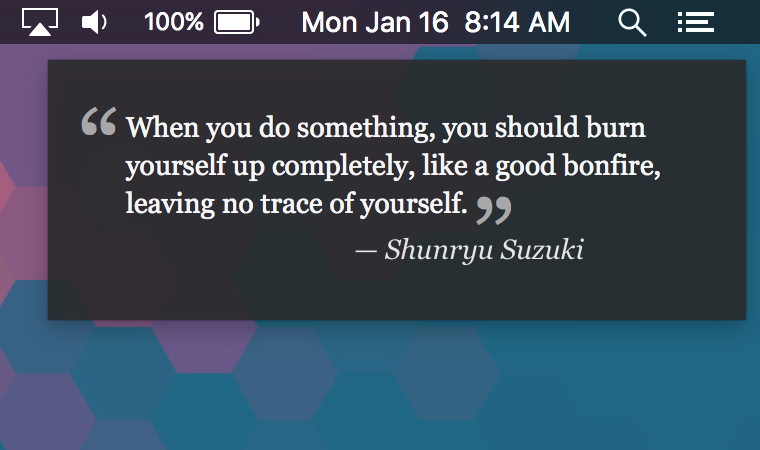 100% Mon Jan 16 8:14 AM
“When you do something, you should burn
yourself up completely, like a good bonfire,
leaving no trace of yourself.”
— Shunryu Suzuki